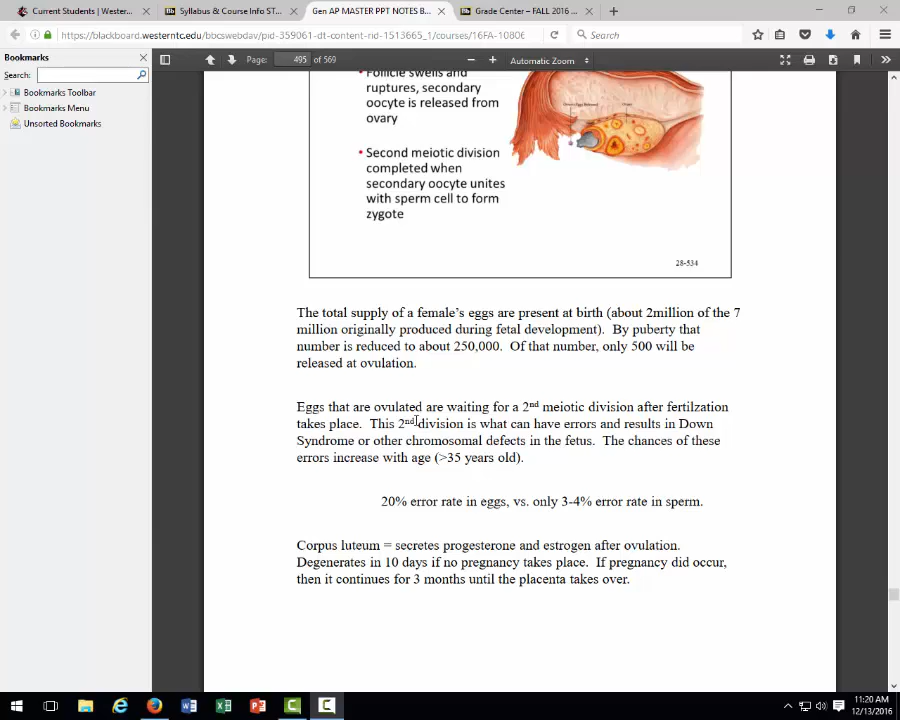 Current Students | Wester...
Syllabus & Course Info ST...
Gen AP MASTER PPT NOTES B...
Grade Center – FALL 2016 ...
https://blackboard.westerntc.edu/bbcswebdav/pid-359061-dt-content-rid-1513665_1/courses/16FA-10806
Search
Bookmarks
Page: 495 of 569
Automatic Zoom
Search:
Bookmarks Toolbar
Bookmarks Menu
Unsorted Bookmarks
• Follicle swells and
ruptures, secondary
oocyte is released from
ovary
• Second meiotic division
completed when
secondary oocyte unites
with sperm cell to form
zygote
28-534
The total supply of a female’s eggs are present at birth (about 2million of the 7
million originally produced during fetal development). By puberty that
number is reduced to about 250,000. Of that number, only 500 will be
released at ovulation.
Eggs that are ovulated are waiting for a 2nd meiotic division after fertilzation
takes place. This 2nd division is what can have errors and results in Down
Syndrome or other chromosomal defects in the fetus. The chances of these
errors increase with age (>35 years old).
20% error rate in eggs, vs. only 3-4% error rate in sperm.
Corpus luteum = secretes progesterone and estrogen after ovulation.
Degenerates in 10 days if no pregnancy takes place. If pregnancy did occur,
then it continues for 3 months until the placenta takes over.
11:20 AM
12/13/2016